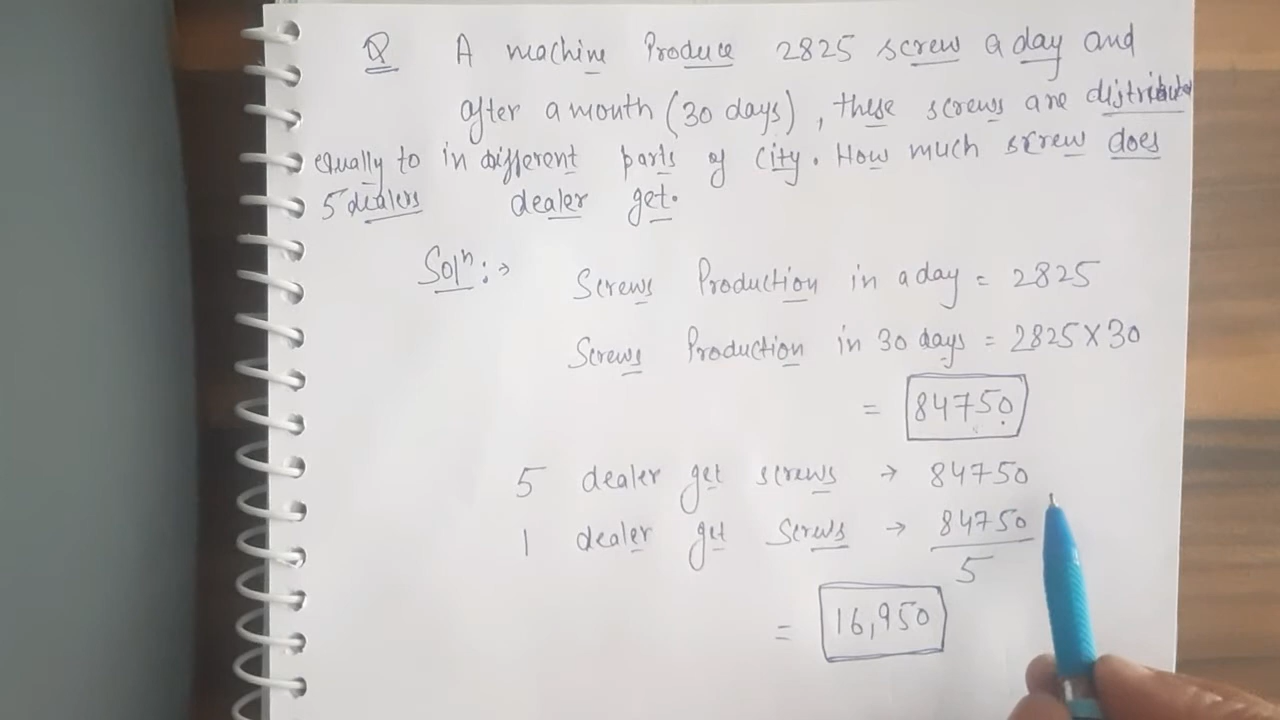 Q A machine Produce 2825 screw a day and
after a month (30 days), these screws are distributed
equally to in different parts of city. How much screw does
5 dealers dealer get.
Solⁿ:→ Screws Production in a day = 2825
Screws Production in 30 days = 2825 X 30
= 84750
5 dealer get screws → 84750
1 dealer get Screws → 84750
5
= 16,950